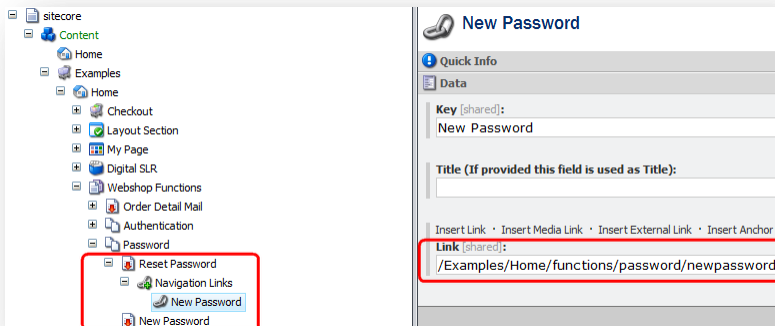 sitecore
Content
Home
Examples
Home
Checkout
Layout Section
My Page
Digital SLR
Webshop Functions
Order Detail Mail
Authentication
Password
Reset Password
Navigation Links
New Password
New Password
New Password
Quick Info
Data
Key [shared]:
New Password
Title (If provided this field is used as Title):
Insert Link · Insert Media Link · Insert External Link · Insert Anchor
Link [shared]:
/Examples/Home/functions/password/newpassword